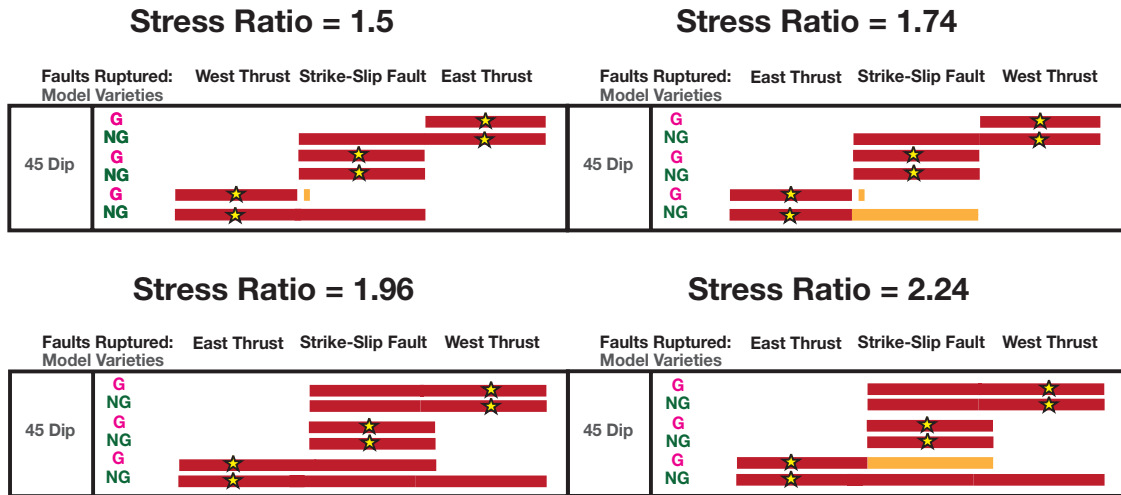 Stress Ratio = 1.5
Faults Ruptured: West Thrust Strike-Slip Fault East Thrust
Model Varieties
45 Dip
G
NG
G
NG
G
NG
Stress Ratio = 1.74
Faults Ruptured: East Thrust Strike-Slip Fault West Thrust
Model Varieties
45 Dip
G
NG
G
NG
G
NG
Stress Ratio = 1.96
Faults Ruptured: East Thrust Strike-Slip Fault West Thrust
Model Varieties
45 Dip
G
NG
G
NG
G
NG
Stress Ratio = 2.24
Faults Ruptured: East Thrust Strike-Slip Fault West Thrust
Model Varieties
45 Dip
G
NG
G
NG
G
NG